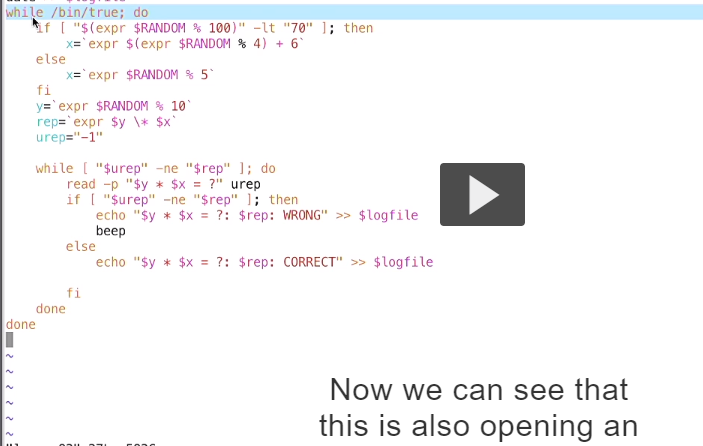 while /bin/true; do
if [ "$(expr $RANDOM % 100)" -lt "70" ]; then
x=`expr $(expr $RANDOM % 4) + 6`
else
x=`expr $RANDOM % 5`
fi
y=`expr $RANDOM % 10`
rep=`expr $y \* $x`
urep="-1"
while [ "$urep" -ne "$rep" ]; do
read -p "$y * $x = ?" urep
if [ "$urep" -ne "$rep" ]; then
echo "$y * $x = ?: $rep: WRONG" >> $logfile
beep
else
echo "$y * $x = ?: $rep: CORRECT" >> $logfile
fi
done
done
~
~
~
~
~
~
Now we can see that
this is also opening an